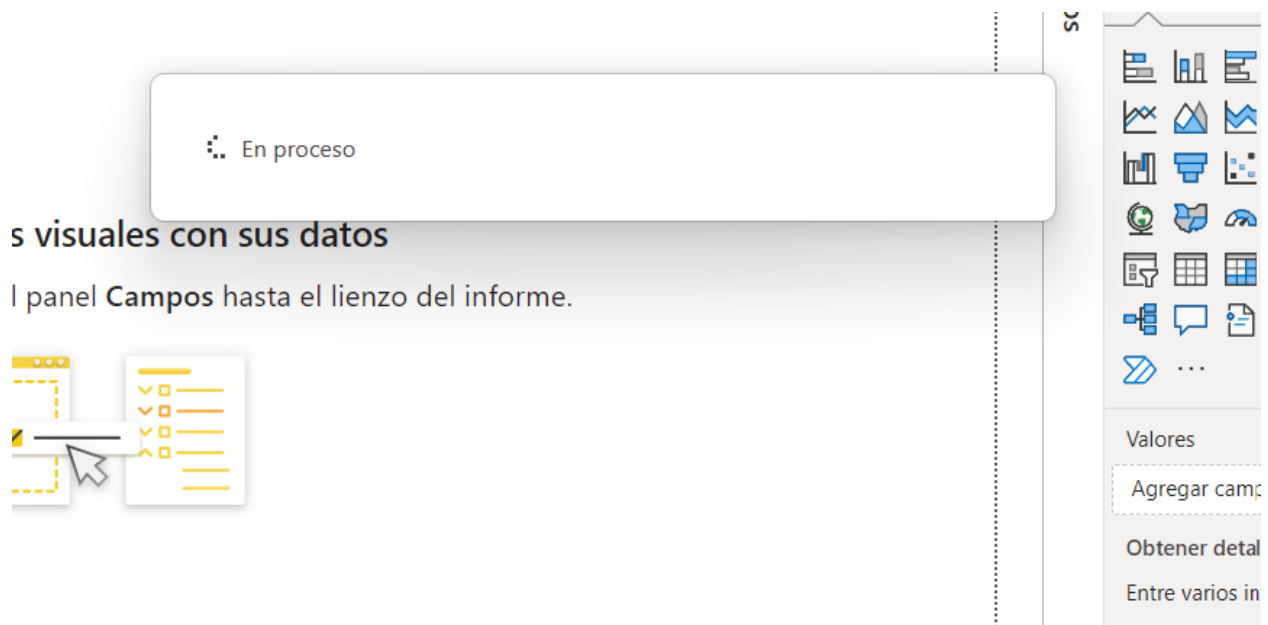 En proceso
s visuales con sus datos
l panel Campos hasta el lienzo del informe.
Valores
Agregar camp
Obtener detal
Entre varios in